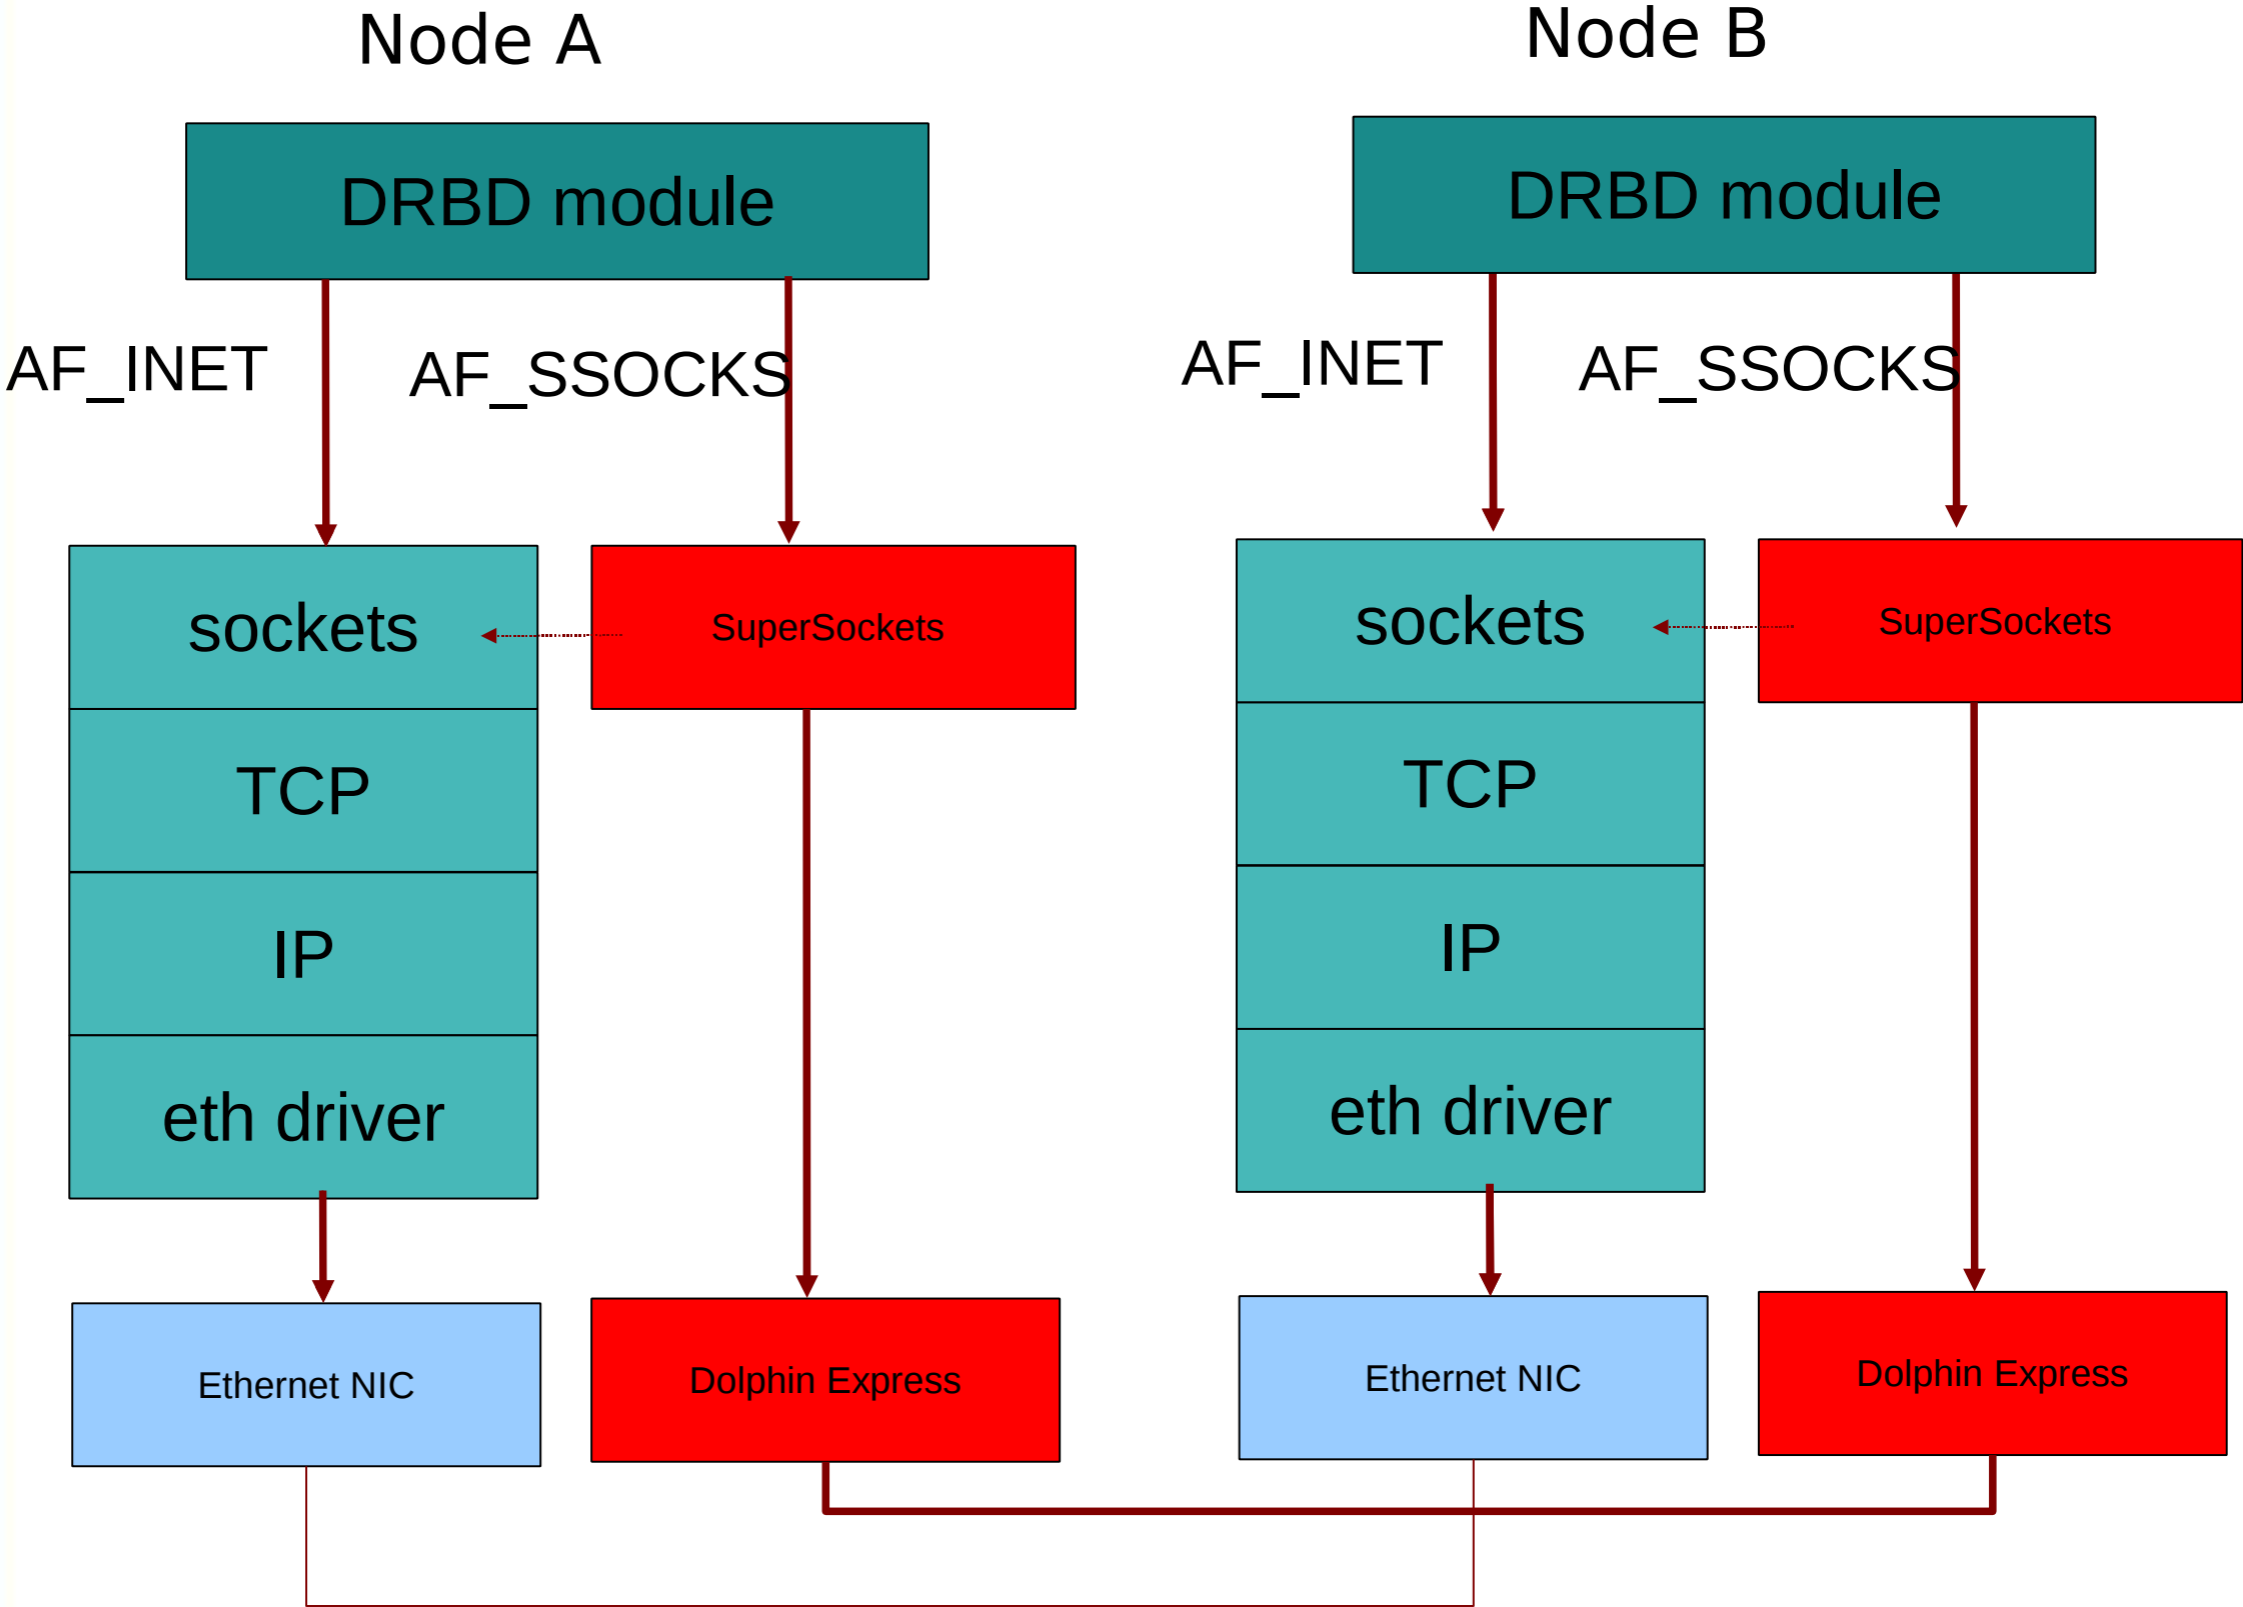 Node A
DRBD module
AF_INET
AF_SSOCKS
sockets
SuperSockets
TCP
IP
eth driver
Ethernet NIC
Dolphin Express
Node B
DRBD module
AF_INET
AF_SSOCKS
sockets
SuperSockets
TCP
IP
eth driver
Ethernet NIC
Dolphin Express